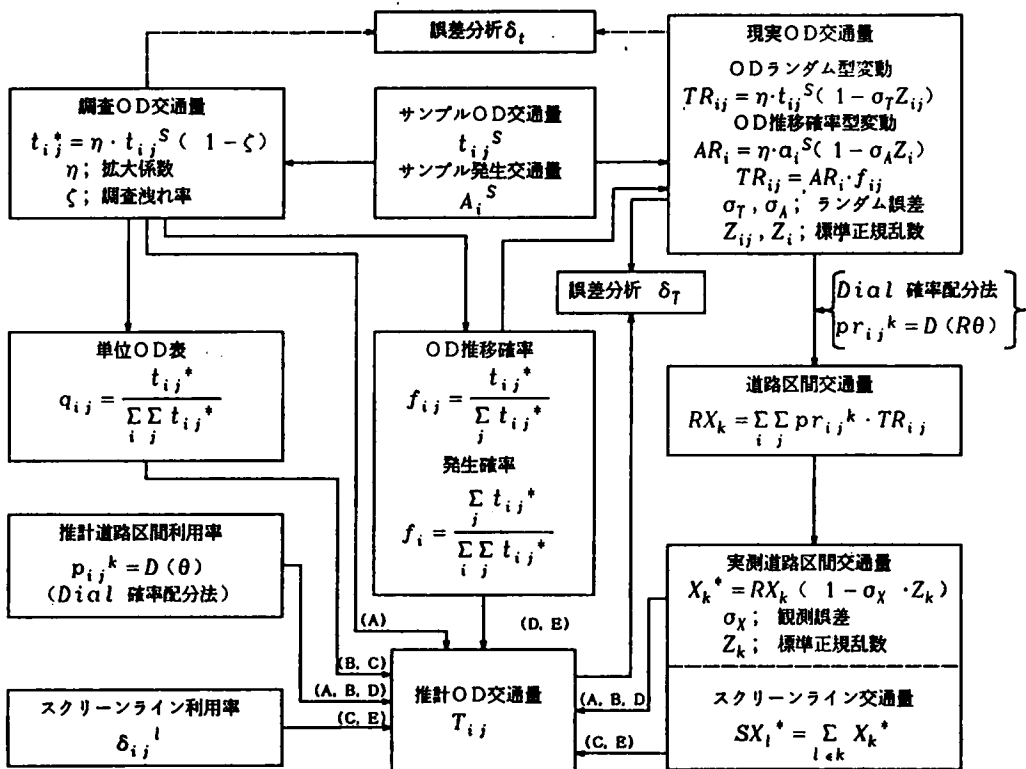 誤差分析δt
現実OD交通量
ODランダム型変動
TRij = η・tij^S( 1-σT Zij)
OD推移確率型変動
ARi = η・ai^S( 1-σA Zi)
TRij = ARi・fij
σT , σA ; ランダム誤差
Zij , Zi ; 標準正規乱数
調査OD交通量
tij^* = η・tij^S ( 1-ζ)
η; 拡大係数
ζ; 調査洩れ率
サンプルOD交通量
tij^S
サンプル発生交通量
Ai^S
誤差分析 δT
Dial 確率配分法
prij^k = D (Rθ)
単位OD表
qij = tij^* / Σi Σj tij^*
OD推移確率
fij = tij^* / Σj tij^*
発生確率
fi = Σj tij^* / Σi Σj tij^*
道路区間交通量
RXk = Σi Σj prij^k・TRij
推計道路区間利用率
pij^k = D (θ)
(Dial 確率配分法)
実測道路区間交通量
Xk^* = RXk ( 1-σX ・Zk)
σX ; 観測誤差
Zk ; 標準正規乱数
(A)
(D, E)
(B, C)
(A, B, D)
(A, B, D)
(C, E)
(C, E)
スクリーンライン利用率
δij^l
推計OD交通量
Tij
スクリーンライン交通量
SXl^* = Σl∈k Xk^*